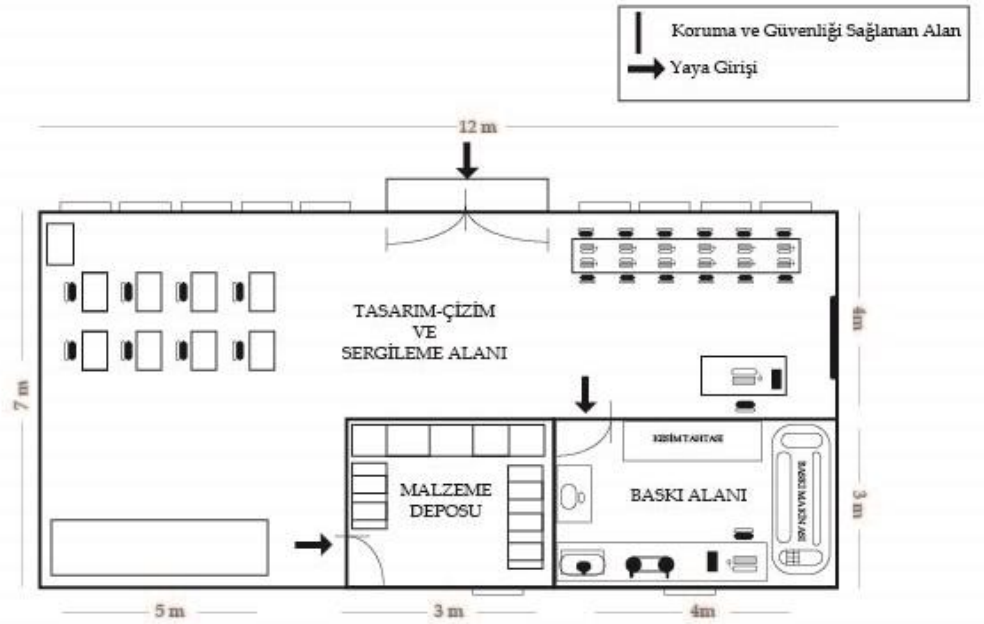 Koruma ve Güvenliği Sağlanan Alan
Yaya Girişi
12 m
7 m
TASARIM-ÇİZİM
VE
SERGİLEME ALANI
4m
KESİM TAHTASI
MALZEME
DEPOSU
BASKI ALANI
BASKI MAKİNASI
3 m
5 m
3 m
4m